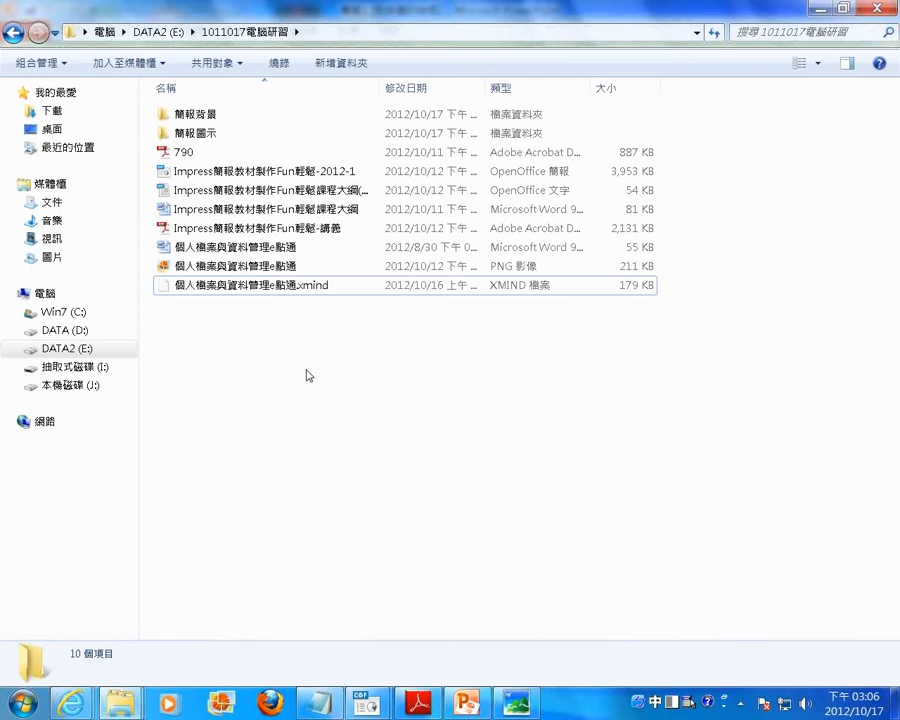 電腦 ▸ DATA2 (E:) ▸ 1011017電腦研習 ▸
搜尋 1011017電腦研習
組合管理 加入至媒體櫃 共用對象 燒錄 新增資料夾
名稱 修改日期 類型 大小
我的最愛
下載
桌面
最近的位置
媒體櫃
文件
音樂
視訊
圖片
電腦
Win7 (C:)
DATA (D:)
DATA2 (E:)
抽取式磁碟 (I:)
本機磁碟 (J:)
網路
簡報背景 2012/10/17 下午 ... 檔案資料夾
簡報圖示 2012/10/17 下午 ... 檔案資料夾
790 2012/10/11 下午 ... Adobe Acrobat D... 887 KB
Impress簡報教材製作Fun輕鬆-2012-1 2012/10/12 下午 ... OpenOffice 簡報 3,953 KB
Impress簡報教材製作Fun輕鬆課程大綱(... 2012/10/12 下午 ... OpenOffice 文字 54 KB
Impress簡報教材製作Fun輕鬆課程大綱 2012/10/11 下午 ... Microsoft Word 9... 81 KB
Impress簡報教材製作Fun輕鬆-講義 2012/10/12 下午 ... Adobe Acrobat D... 2,131 KB
個人檔案與資料管理e點通 2012/8/30 下午 0... Microsoft Word 9... 55 KB
個人檔案與資料管理e點通 2012/10/12 下午 ... PNG 影像 211 KB
個人檔案與資料管理e點通.xmind 2012/10/16 上午 ... XMIND 檔案 179 KB
10 個項目
中
下午 03:06
2012/10/17